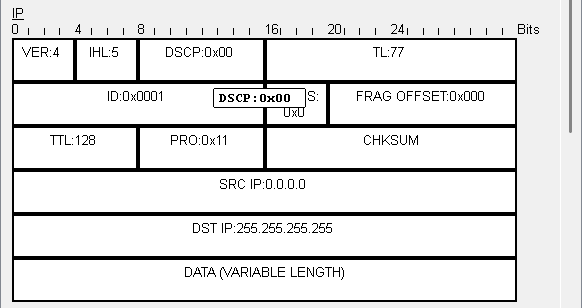 IP
0 4 8 16 20 24 Bits
VER:4 IHL:5 DSCP:0x00 TL:77
ID:0x0001 DSCP:0x00 S: FRAG OFFSET:0x000
0x0
TTL:128 PRO:0x11 CHKSUM
SRC IP:0.0.0.0
DST IP:255.255.255.255
DATA (VARIABLE LENGTH)